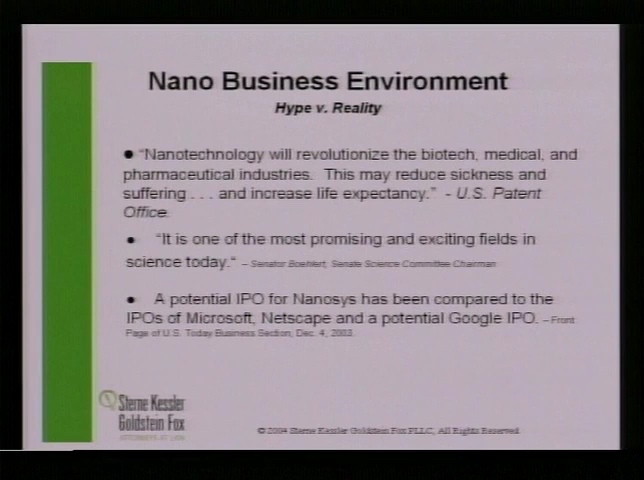 Nano Business Environment
Hype v. Reality
● “Nanotechnology will revolutionize the biotech, medical, and
pharmaceutical industries. This may reduce sickness and
suffering . . . and increase life expectancy.” - U.S. Patent
Office.
● “It is one of the most promising and exciting fields in
science today.“ – Senator Boehlert, Senate Science Committee Chairman
● A potential IPO for Nanosys has been compared to the
IPOs of Microsoft, Netscape and a potential Google IPO. – Front
Page of U.S. Today Business Section, Dec. 4, 2003.
Sterne Kessler
Goldstein Fox
ATTORNEYS AT LAW
© 2004 Sterne Kessler Goldstein Fox PLLC, All Rights Reserved